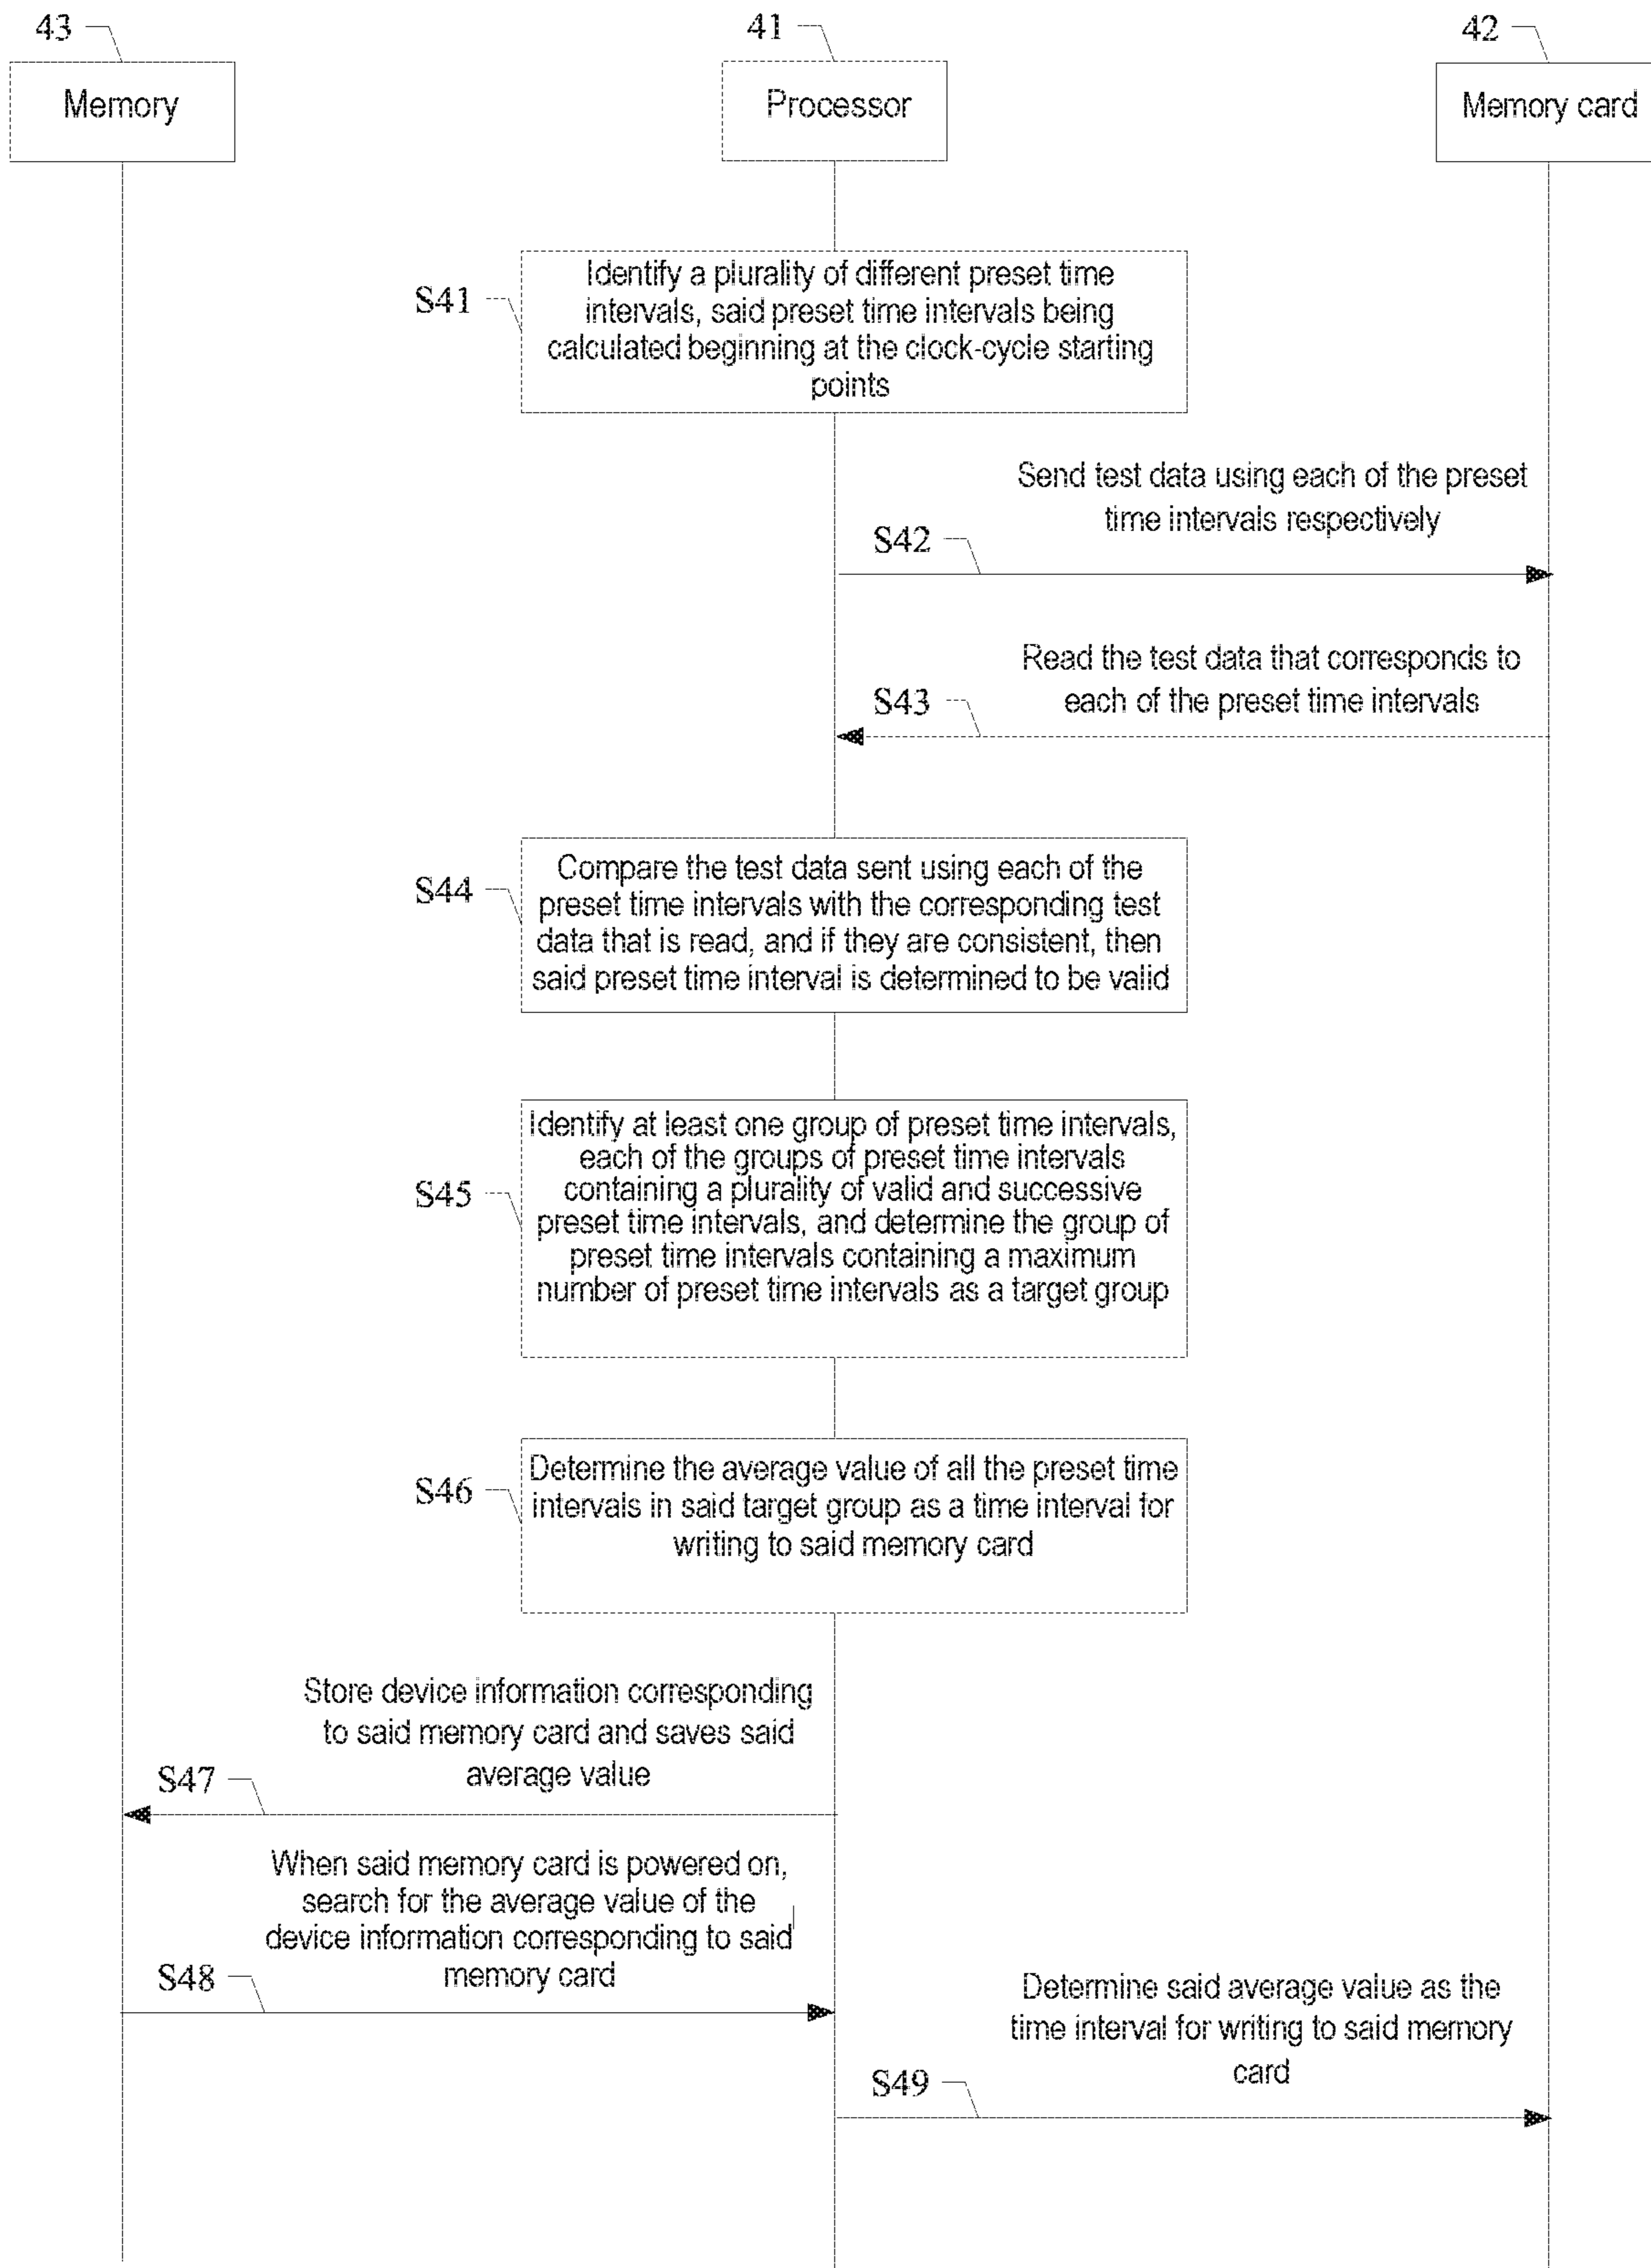 43
41
42
Memory
Processor
Memory card
Identify a plurality of different preset time
intervals, said preset time intervals being
calculated beginning at the clock-cycle starting
points
S41
Send test data using each of the preset
time intervals respectively
S42
Read the test data that corresponds to
each of the preset time intervals
S43
Compare the test data sent using each of the
preset time intervals with the corresponding test
data that is read, and if they are consistent, then
said preset time interval is determined to be valid
S44
Identify at least one group of preset time intervals,
each of the groups of preset time intervals
containing a plurality of valid and successive
preset time intervals, and determine the group of
preset time intervals containing a maximum
number of preset time intervals as a target group
S45
Determine the average value of all the preset time
intervals in said target group as a time interval for
writing to said memory card
S46
Store device information corresponding
to said memory card and saves said
average value
S47
When said memory card is powered on,
search for the average value of the
device information corresponding to said
memory card
S48
Determine said average value as the
time interval for writing to said memory
card
S49